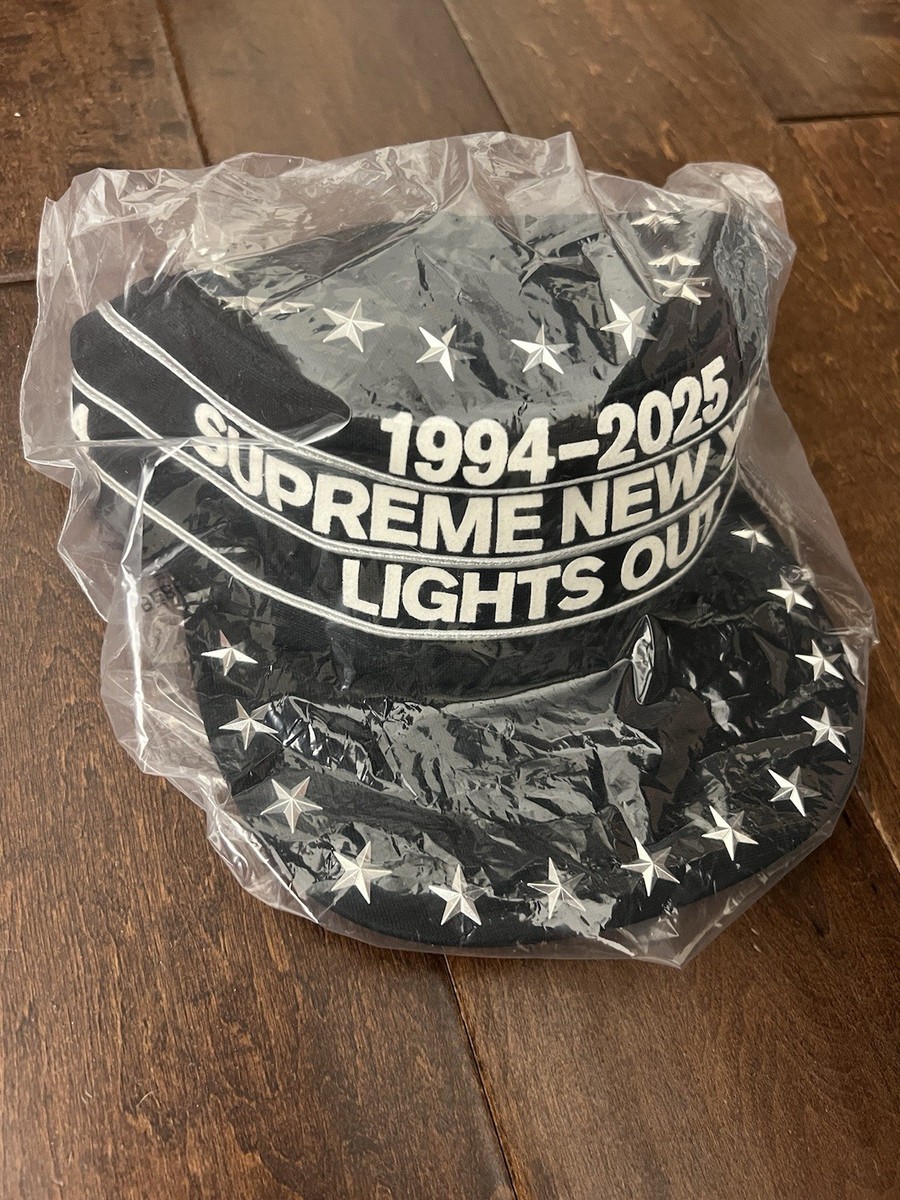 1994-2025
SUPREME NEW Y
LIGHTS OUT